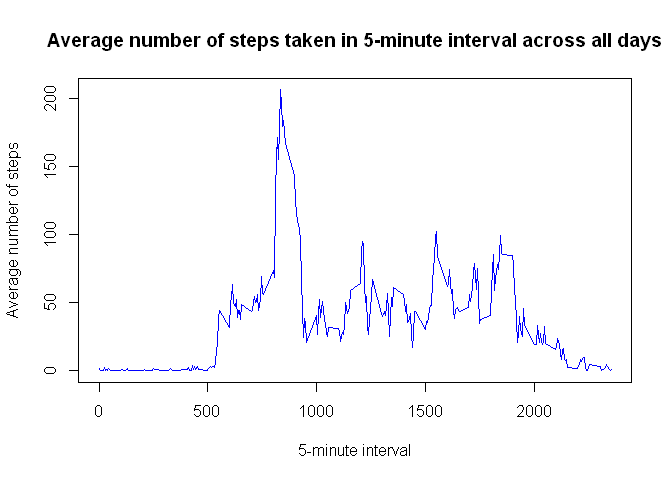 Average number of steps taken in 5-minute interval across all days
Average number of steps
200
150
100
50
0
0 500 1000 1500 2000
5-minute interval